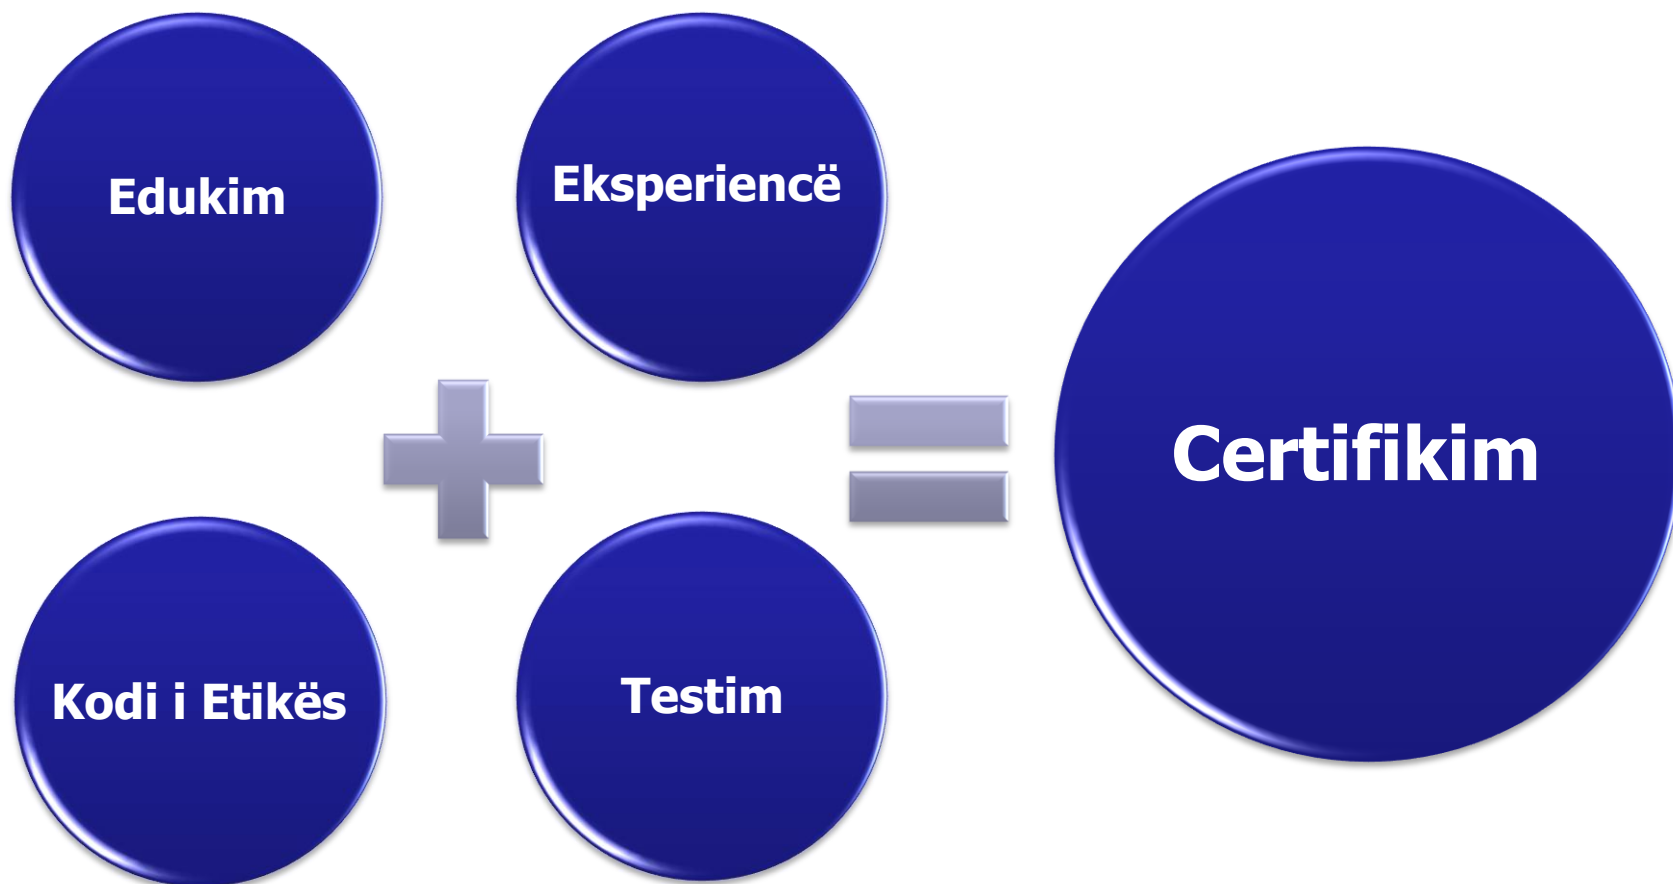 Edukim
Eksperiencë
Certifikim
Kodi i Etikës
Testim